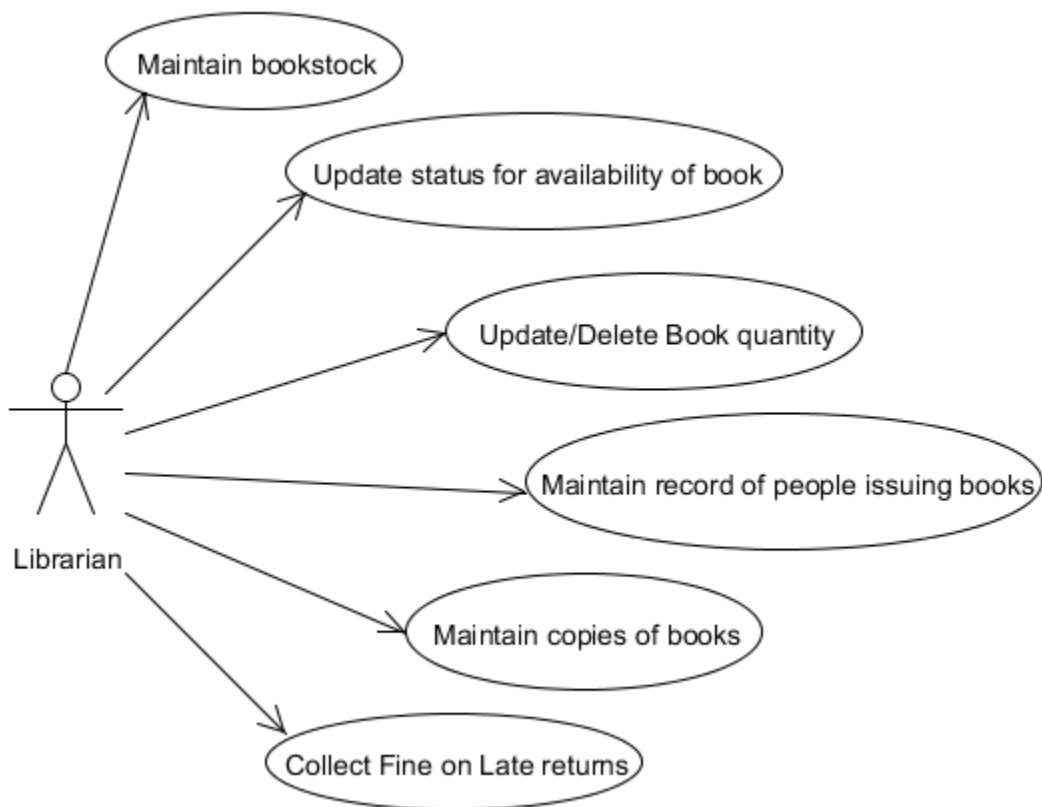 Maintain bookstock
Update status for availability of book
Update/Delete Book quantity
Maintain record of people issuing books
Librarian
Maintain copies of books
Collect Fine on Late returns